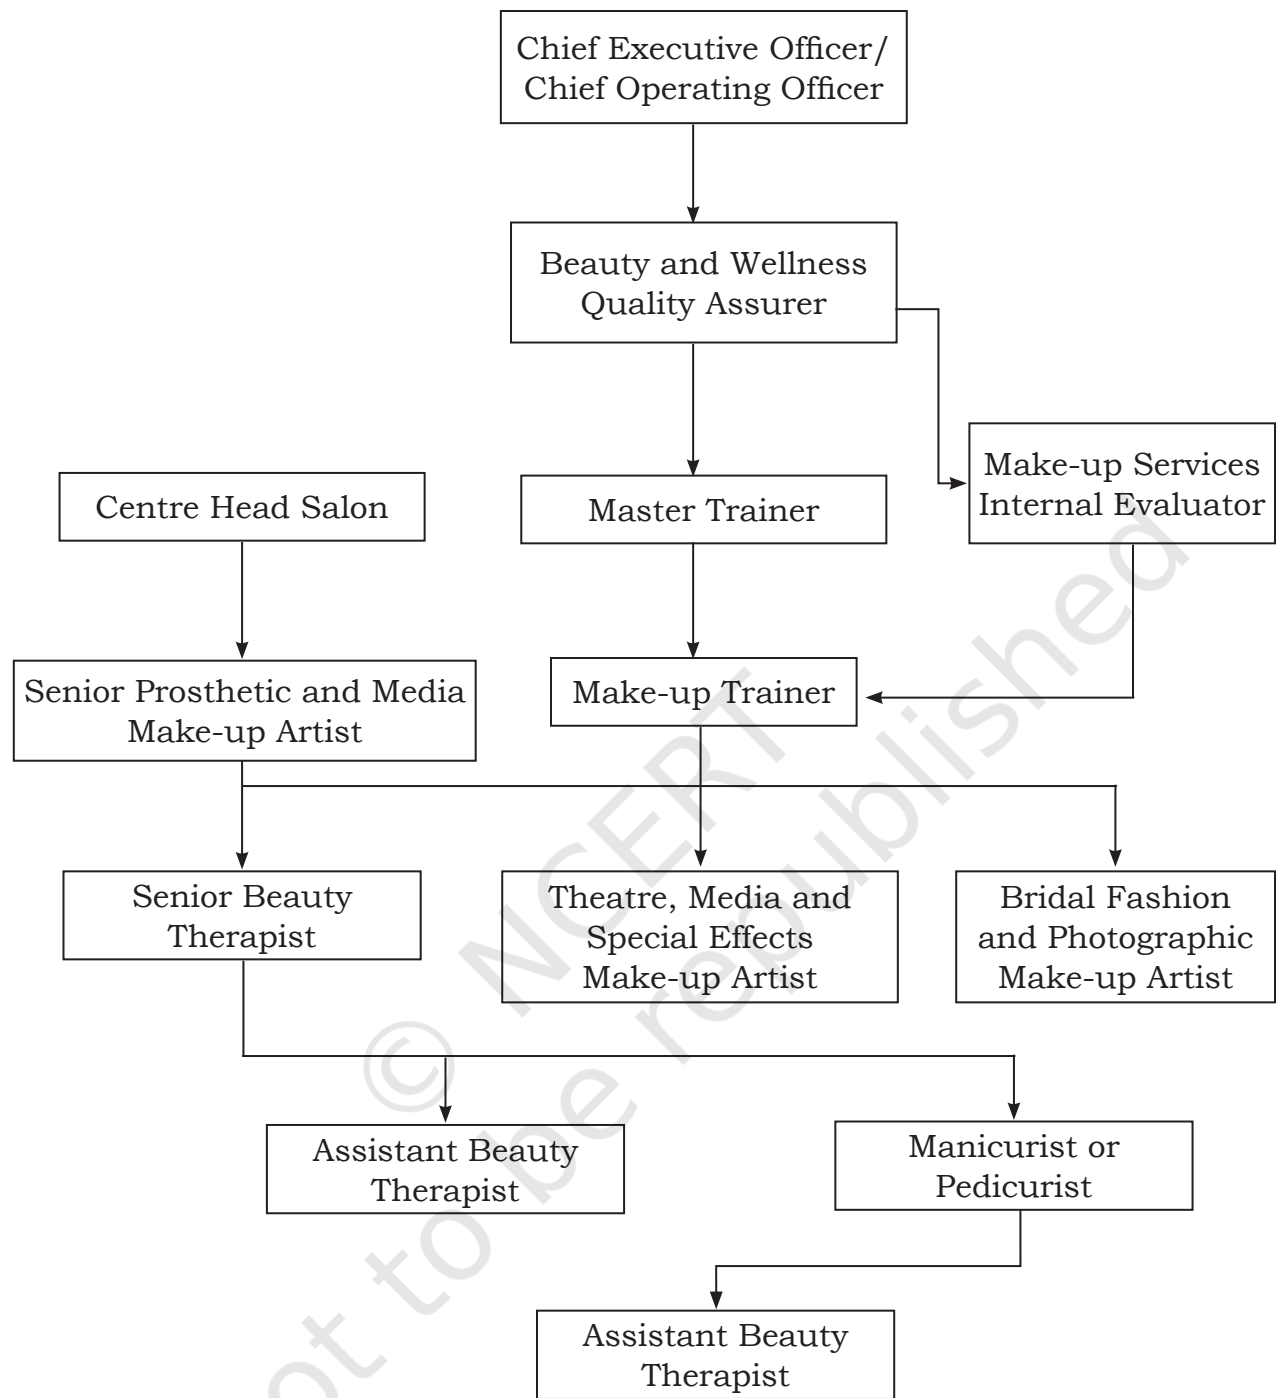 Chief Executive Officer/
Chief Operating Officer
Beauty and Wellness
Quality Assurer
Make-up Services
Internal Evaluator
Centre Head Salon
Master Trainer
Senior Prosthetic and Media
Make-up Artist
Make-up Trainer
Senior Beauty
Therapist
Theatre, Media and
Special Effects
Make-up Artist
Bridal Fashion
and Photographic
Make-up Artist
Assistant Beauty
Therapist
Manicurist or
Pedicurist
Assistant Beauty
Therapist
© NCERT
not to be republished